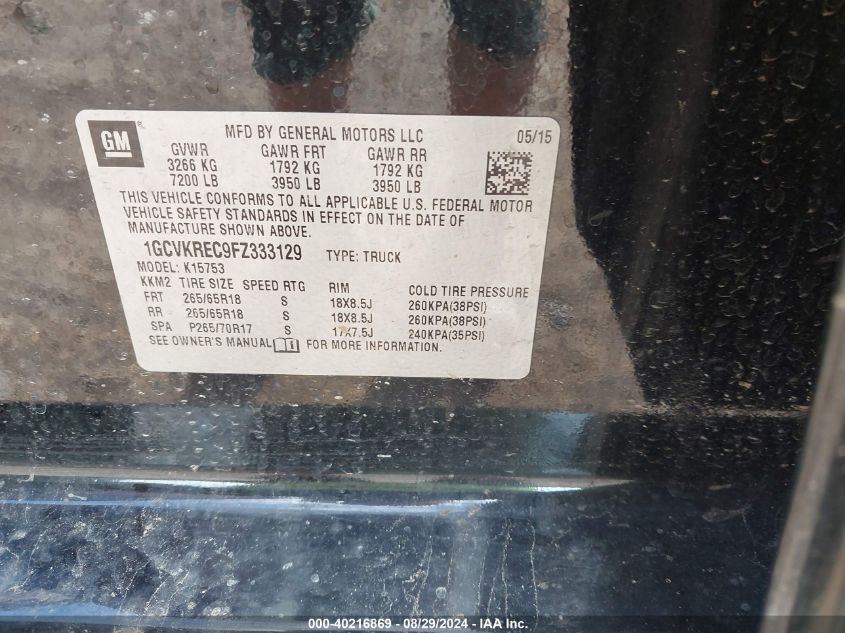 GM
MFD BY GENERAL MOTORS LLC 05/15
GVWR GAWR FRT GAWR RR
3266 KG 1792 KG 1792 KG
7200 LB 3950 LB 3950 LB
THIS VEHICLE CONFORMS TO ALL APPLICABLE U.S. FEDERAL MOTOR
VEHICLE SAFETY STANDARDS IN EFFECT ON THE DATE OF
MANUFACTURE SHOWN ABOVE.
1GCVKREC9FZ333129 TYPE: TRUCK
MODEL: K15753
KKM2 TIRE SIZE SPEED RTG RIM COLD TIRE PRESSURE
FRT 265/65R18 S 18X8.5J 260KPA(38PSI)
RR 265/65R18 S 18X8.5J 260KPA(38PSI)
SPA P265/70R17 S 17X7.5J 240KPA(35PSI)
SEE OWNER'S MANUAL FOR MORE INFORMATION.
000-40216869 - 08/29/2024 - IAA Inc.